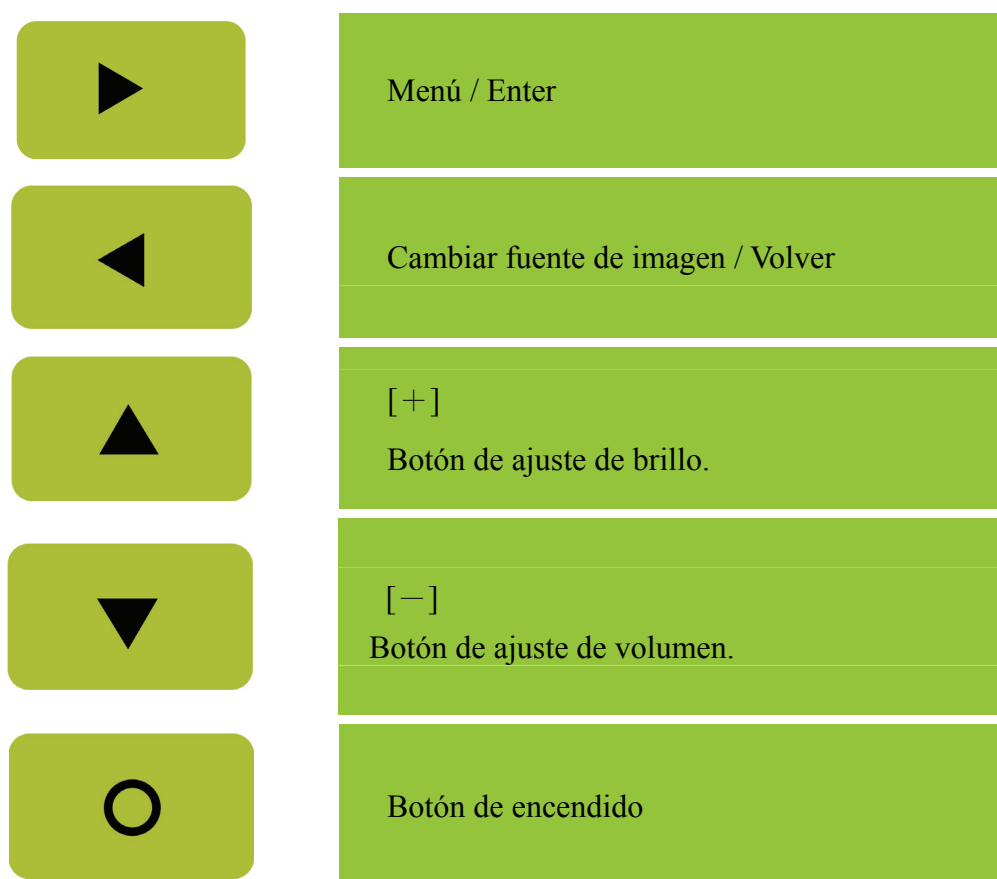 Menú / Enter
Cambiar fuente de imagen / Volver
[＋]
Botón de ajuste de brillo.
[－]
Botón de ajuste de volumen.
Botón de encendido